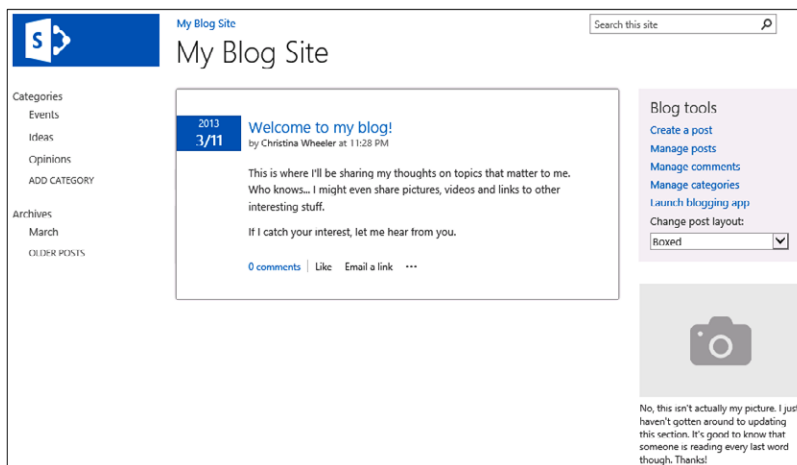 S
My Blog Site
My Blog Site
Search this site
Categories
Events
Ideas
Opinions
ADD CATEGORY
Archives
March
OLDER POSTS
2013
3/11
Welcome to my blog!
by Christina Wheeler at 11:28 PM
This is where I'll be sharing my thoughts on topics that matter to me.
Who knows... I might even share pictures, videos and links to other
interesting stuff.
If I catch your interest, let me hear from you.
0 comments | Like Email a link ···
Blog tools
Create a post
Manage posts
Manage comments
Manage categories
Launch blogging app
Change post layout:
Boxed
No, this isn't actually my picture. I just
haven't gotten around to updating
this section. It's good to know that
someone is reading every last word
though. Thanks!